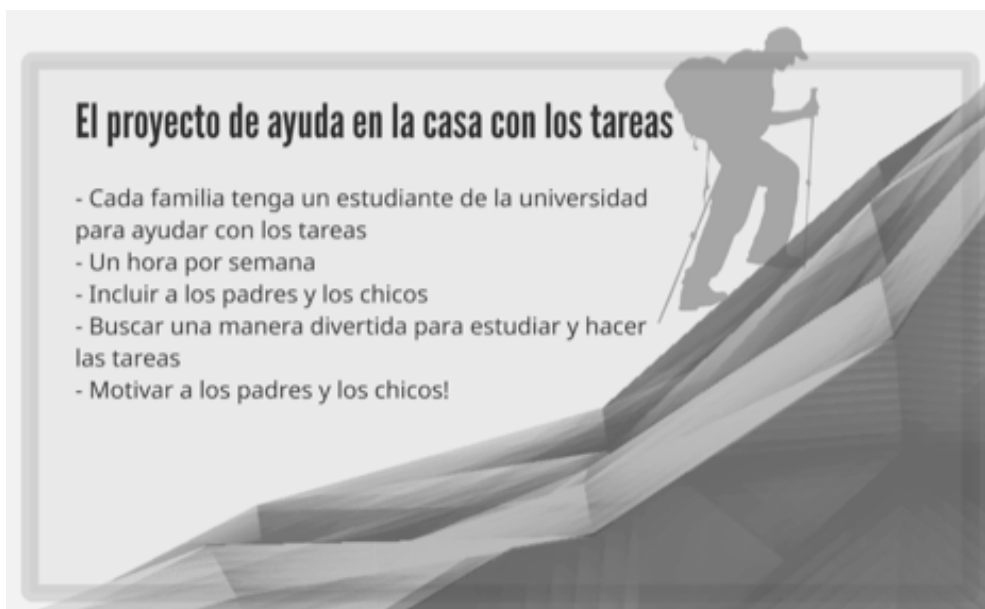 El proyecto de ayuda en la casa con los tareas
- Cada familia tenga un estudiante de la universidad
para ayudar con los tareas
- Un hora por semana
- Incluir a los padres y los chicos
- Buscar una manera divertida para estudiar y hacer
las tareas
- Motivar a los padres y los chicos!